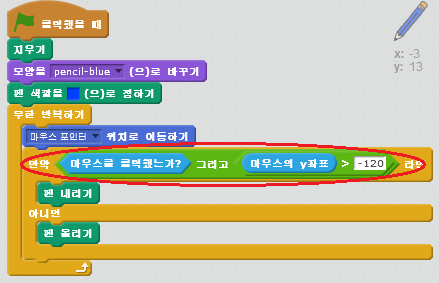 클릭했을 때
x: -3
y: 13
지우기
모양을 pencil-blue (으)로 바꾸기
펜 색깔을 (으)로 정하기
무한 반복하기
마우스 포인터 위치로 이동하기
만약 마우스를 클릭했는가? 그리고 마우스의 y좌표 > -120 라면
펜 내리기
아니면
펜 올리기